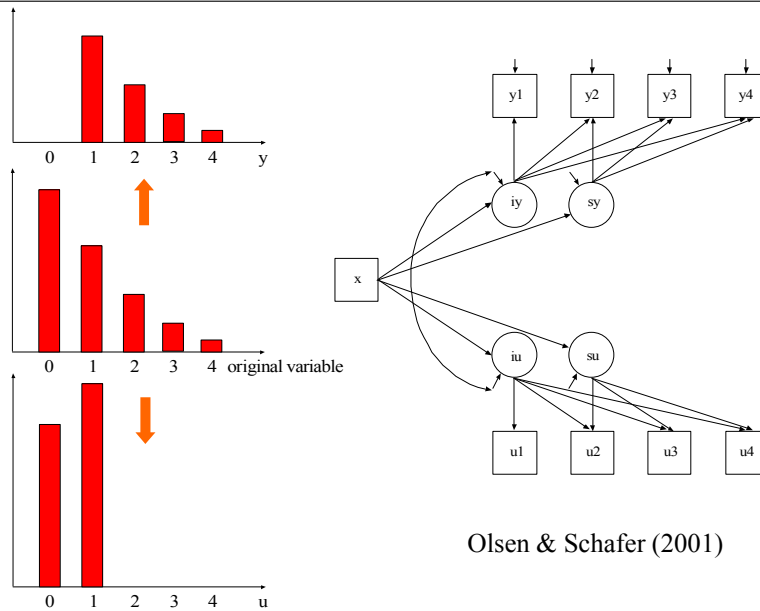 0 1 2 3 4 y
0 1 2 3 4 original variable
0 1 2 3 4 u
y1 y2 y3 y4
iy sy
x
iu su
u1 u2 u3 u4
Olsen & Schafer (2001)